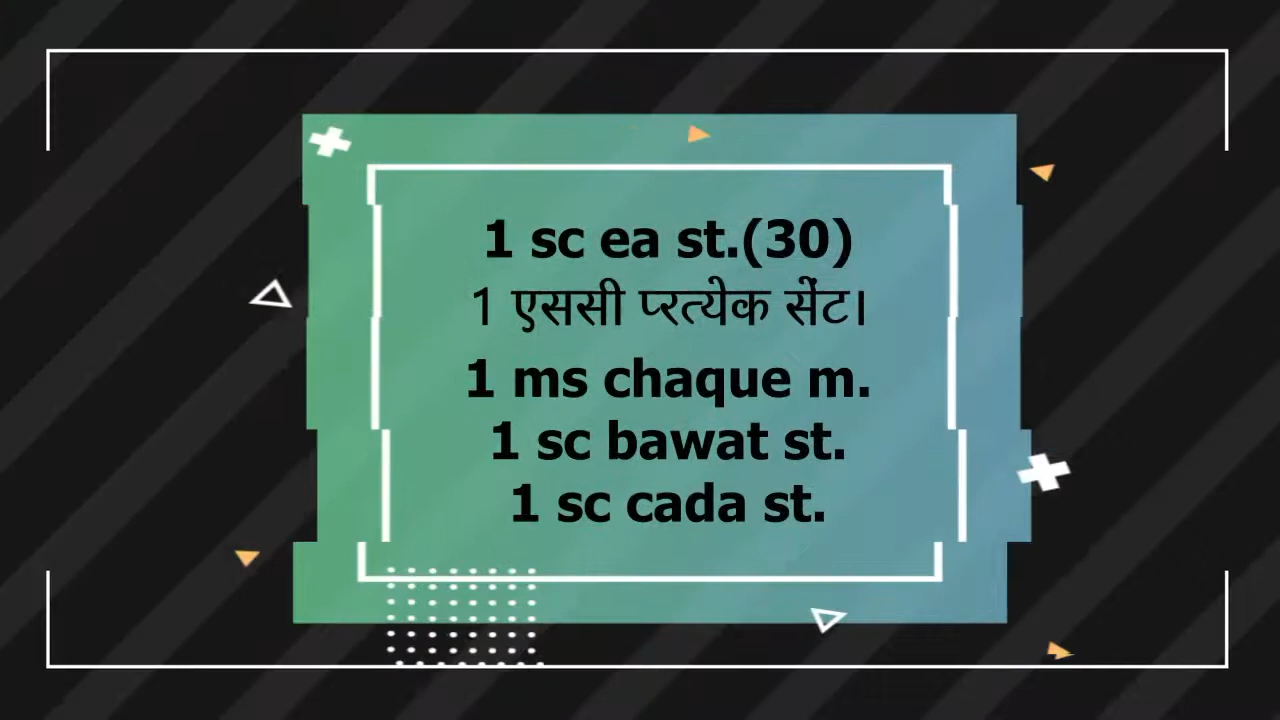 1 sc ea st.(30)
1 एससी प्रत्येक सेंट।
1 ms chaque m.
1 sc bawat st.
1 sc cada st.